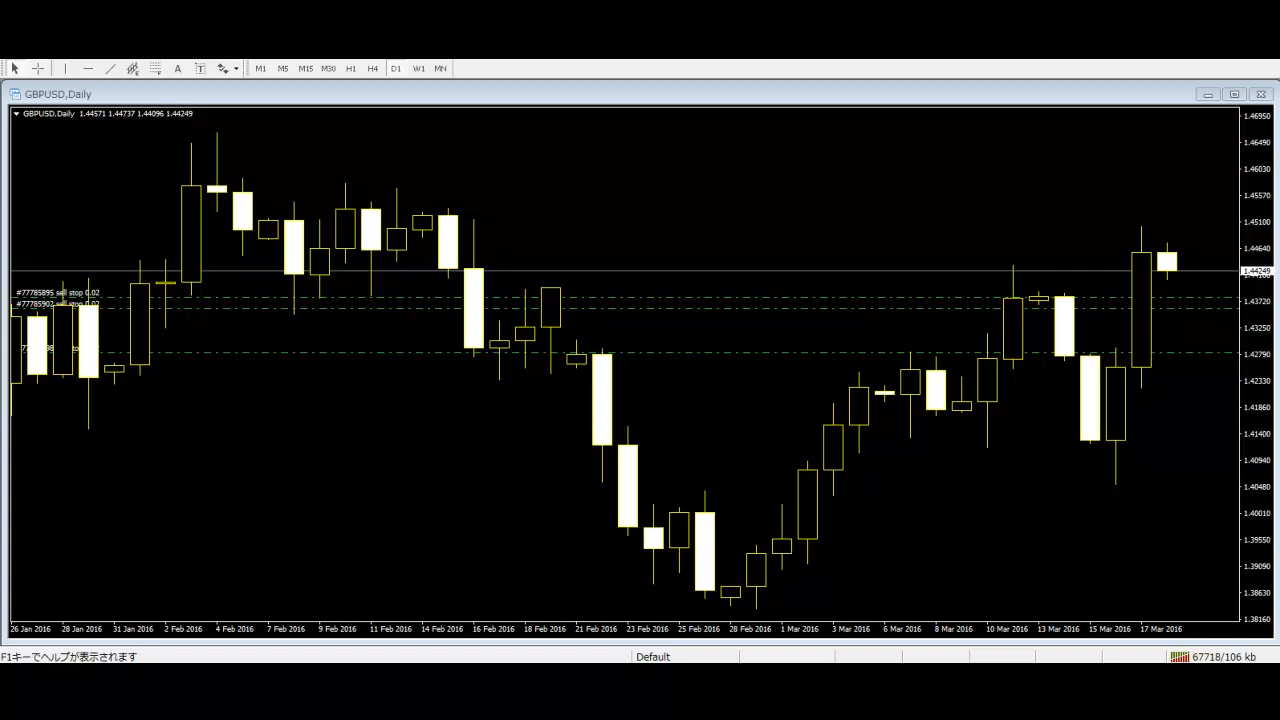 A T M1 M5 M15 M30 H1 H4 D1 W1 MN
GBPUSD,Daily
GBPUSD,Daily 1.44571 1.44737 1.44096 1.44249
1.46950
1.46490
1.46030
1.45570
1.45100
1.44640
1.44249
1.43720
1.43250
1.42790
1.42330
1.41860
1.41400
1.40940
1.40480
1.40010
1.39550
1.39090
1.38630
1.38160
#77785895 sell stop 0.02
#77785902 sell stop 0.02
26 Jan 2016 28 Jan 2016 31 Jan 2016 2 Feb 2016 4 Feb 2016 7 Feb 2016 9 Feb 2016 11 Feb 2016 14 Feb 2016 16 Feb 2016 18 Feb 2016 21 Feb 2016 23 Feb 2016 25 Feb 2016 28 Feb 2016 1 Mar 2016 3 Mar 2016 6 Mar 2016 8 Mar 2016 10 Mar 2016 13 Mar 2016 15 Mar 2016 17 Mar 2016
F1キーでヘルプが表示されます Default 67718/106 kb